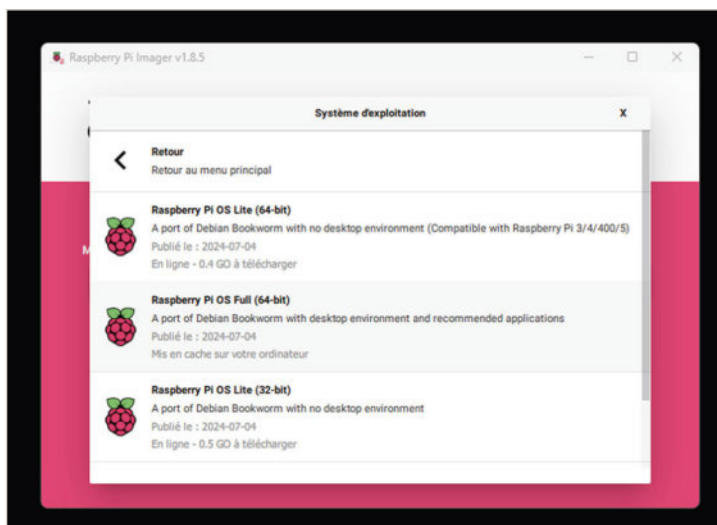 Raspberry Pi Imager v1.8.5
Système d'exploitation
X
Retour
Retour au menu principal
Raspberry Pi OS Lite (64-bit)
A port of Debian Bookworm with no desktop environment (Compatible with Raspberry Pi 3/4/400/5)
Publié le : 2024-07-04
En ligne - 0.4 GO à télécharger
M
Raspberry Pi OS Full (64-bit)
A port of Debian Bookworm with desktop environment and recommended applications
Publié le : 2024-07-04
Mis en cache sur votre ordinateur
Raspberry Pi OS Lite (32-bit)
A port of Debian Bookworm with no desktop environment
Publié le : 2024-07-04
En ligne - 0.5 GO à télécharger